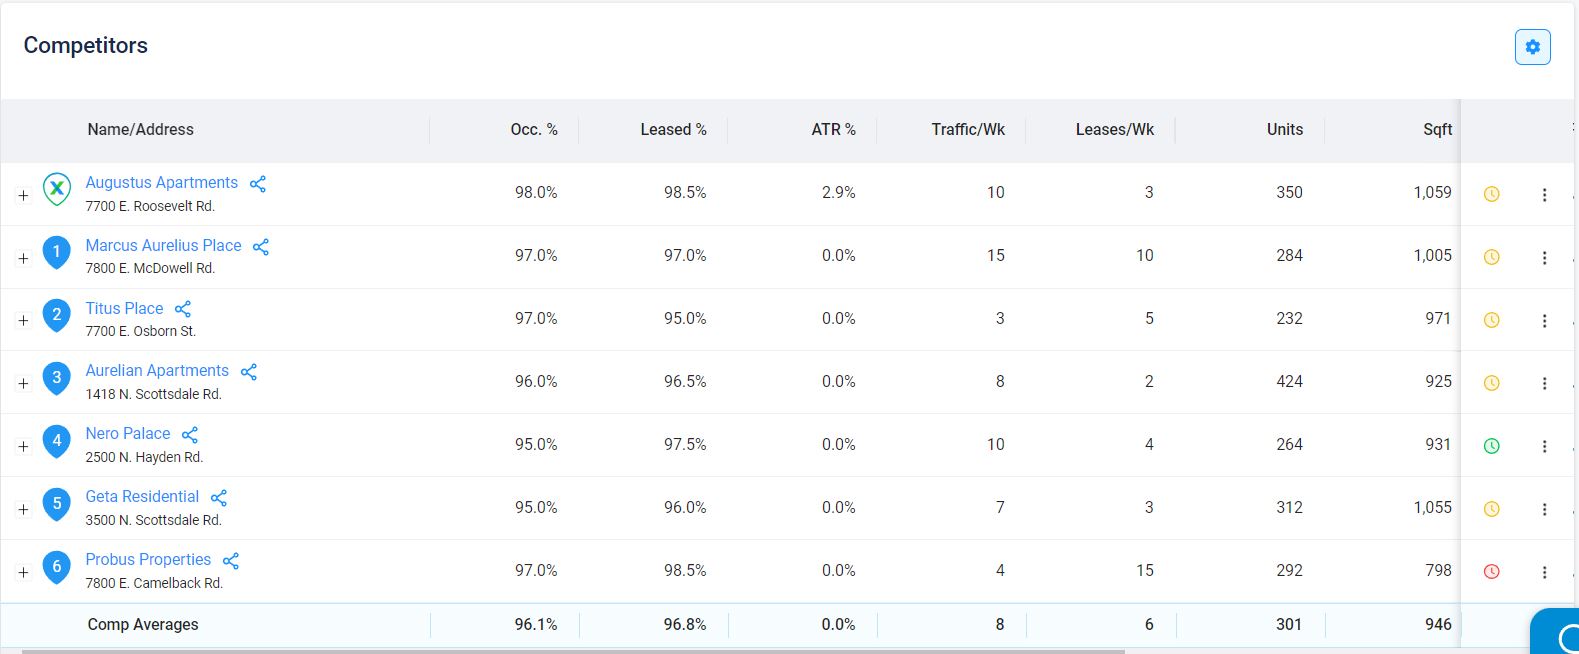 Competitors
Name/Address Occ. % Leased % ATR % Traffic/Wk Leases/Wk Units Sqft
Augustus Apartments 98.0% 98.5% 2.9% 10 3 350 1,059
7700 E. Roosevelt Rd.
1 Marcus Aurelius Place 97.0% 97.0% 0.0% 15 10 284 1,005
7800 E. McDowell Rd.
2 Titus Place 97.0% 95.0% 0.0% 3 5 232 971
7700 E. Osborn St.
3 Aurelian Apartments 96.0% 96.5% 0.0% 8 2 424 925
1418 N. Scottsdale Rd.
4 Nero Palace 95.0% 97.5% 0.0% 10 4 264 931
2500 N. Hayden Rd.
5 Geta Residential 95.0% 96.0% 0.0% 7 3 312 1,055
3500 N. Scottsdale Rd.
6 Probus Properties 97.0% 98.5% 0.0% 4 15 292 798
7800 E. Camelback Rd.
Comp Averages 96.1% 96.8% 0.0% 8 6 301 946